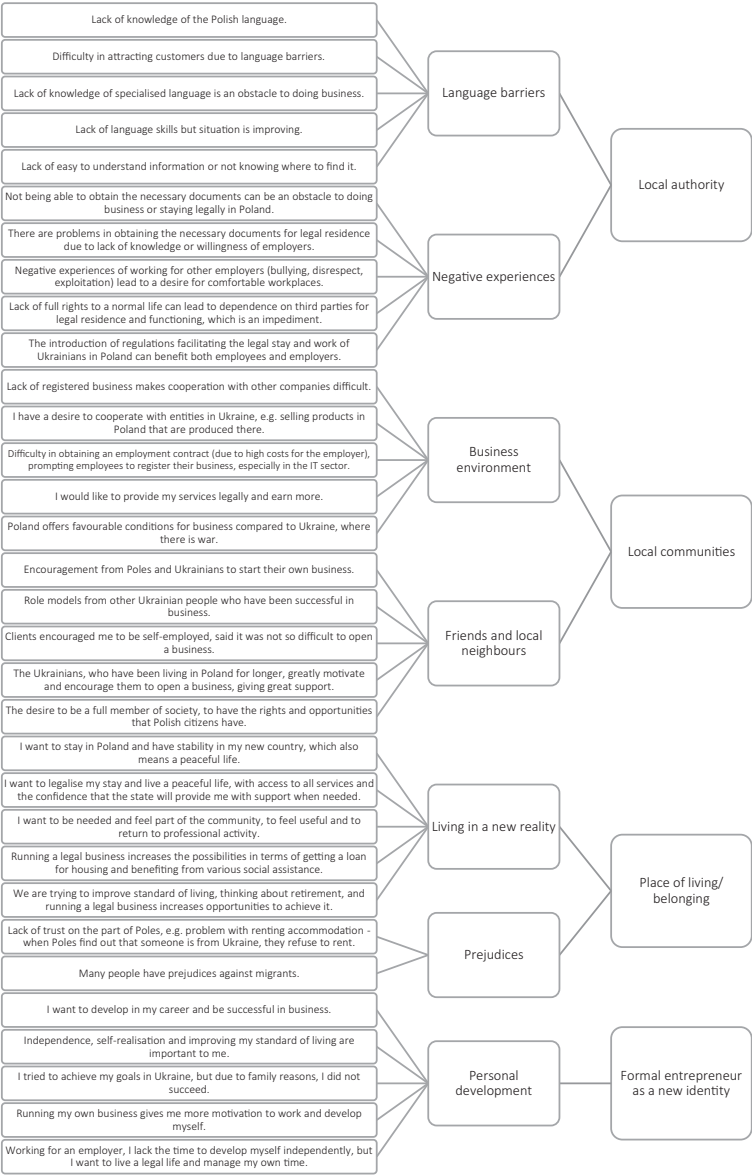 Lack of knowledge of the Polish language.
Difficulty in attracting customers due to language barriers.
Lack of knowledge of specialised language is an obstacle to doing business.
Lack of language skills but situation is improving.
Lack of easy to understand information or not knowing where to find it.
Language barriers
Not being able to obtain the necessary documents can be an obstacle to doing
business or staying legally in Poland.
There are problems in obtaining the necessary documents for legal residence
due to lack of knowledge or willingness of employers.
Negative experiences of working for other employers (bullying, disrespect,
exploitation) lead to a desire for comfortable workplaces.
Lack of full rights to a normal life can lead to dependence on third parties for
legal residence and functioning, which is an impediment.
The introduction of regulations facilitating the legal stay and work of
Ukrainians in Poland can benefit both employees and employers.
Negative experiences
Local authority
Lack of registered business makes cooperation with other companies difficult.
I have a desire to cooperate with entities in Ukraine, e.g. selling products in
Poland that are produced there.
Difficulty in obtaining an employment contract (due to high costs for the employer),
prompting employees to register their business, especially in the IT sector.
I would like to provide my services legally and earn more.
Poland offers favourable conditions for business compared to Ukraine, where
there is war.
Business
environment
Encouragement from Poles and Ukrainians to start their own business.
Role models from other Ukrainian people who have been successful in
business.
Clients encouraged me to be self-employed, said it was not so difficult to open
a business.
The Ukrainians, who have been living in Poland for longer, greatly motivate
and encourage them to open a business, giving great support.
The desire to be a full member of society, to have the rights and opportunities
that Polish citizens have.
Friends and local
neighbours
Local communities
I want to stay in Poland and have stability in my new country, which also
means a peaceful life.
I want to legalise my stay and live a peaceful life, with access to all services and
the confidence that the state will provide me with support when needed.
I want to be needed and feel part of the community, to feel useful and to
return to professional activity.
Running a legal business increases the possibilities in terms of getting a loan
for housing and benefiting from various social assistance.
We are trying to improve standard of living, thinking about retirement, and
running a legal business increases opportunities to achieve it.
Living in a new reality
Lack of trust on the part of Poles, e.g. problem with renting accommodation -
when Poles find out that someone is from Ukraine, they refuse to rent.
Many people have prejudices against migrants.
Prejudices
Place of living/
belonging
I want to develop in my career and be successful in business.
Independence, self-realisation and improving my standard of living are
important to me.
I tried to achieve my goals in Ukraine, but due to family reasons, I did not
succeed.
Running my own business gives me more motivation to work and develop
myself.
Working for an employer, I lack the time to develop myself independently, but
I want to live a legal life and manage my own time.
Personal
development
Formal entrepreneur
as a new identity